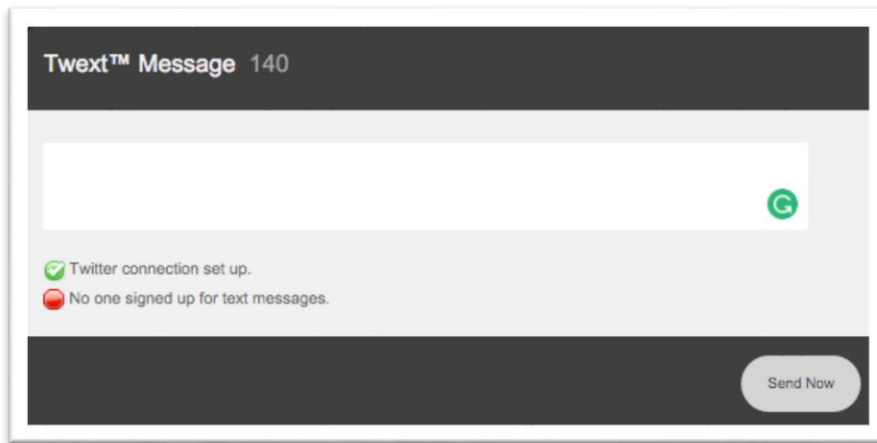 Twext™ Message 140
Twitter connection set up.
No one signed up for text messages.
Send Now